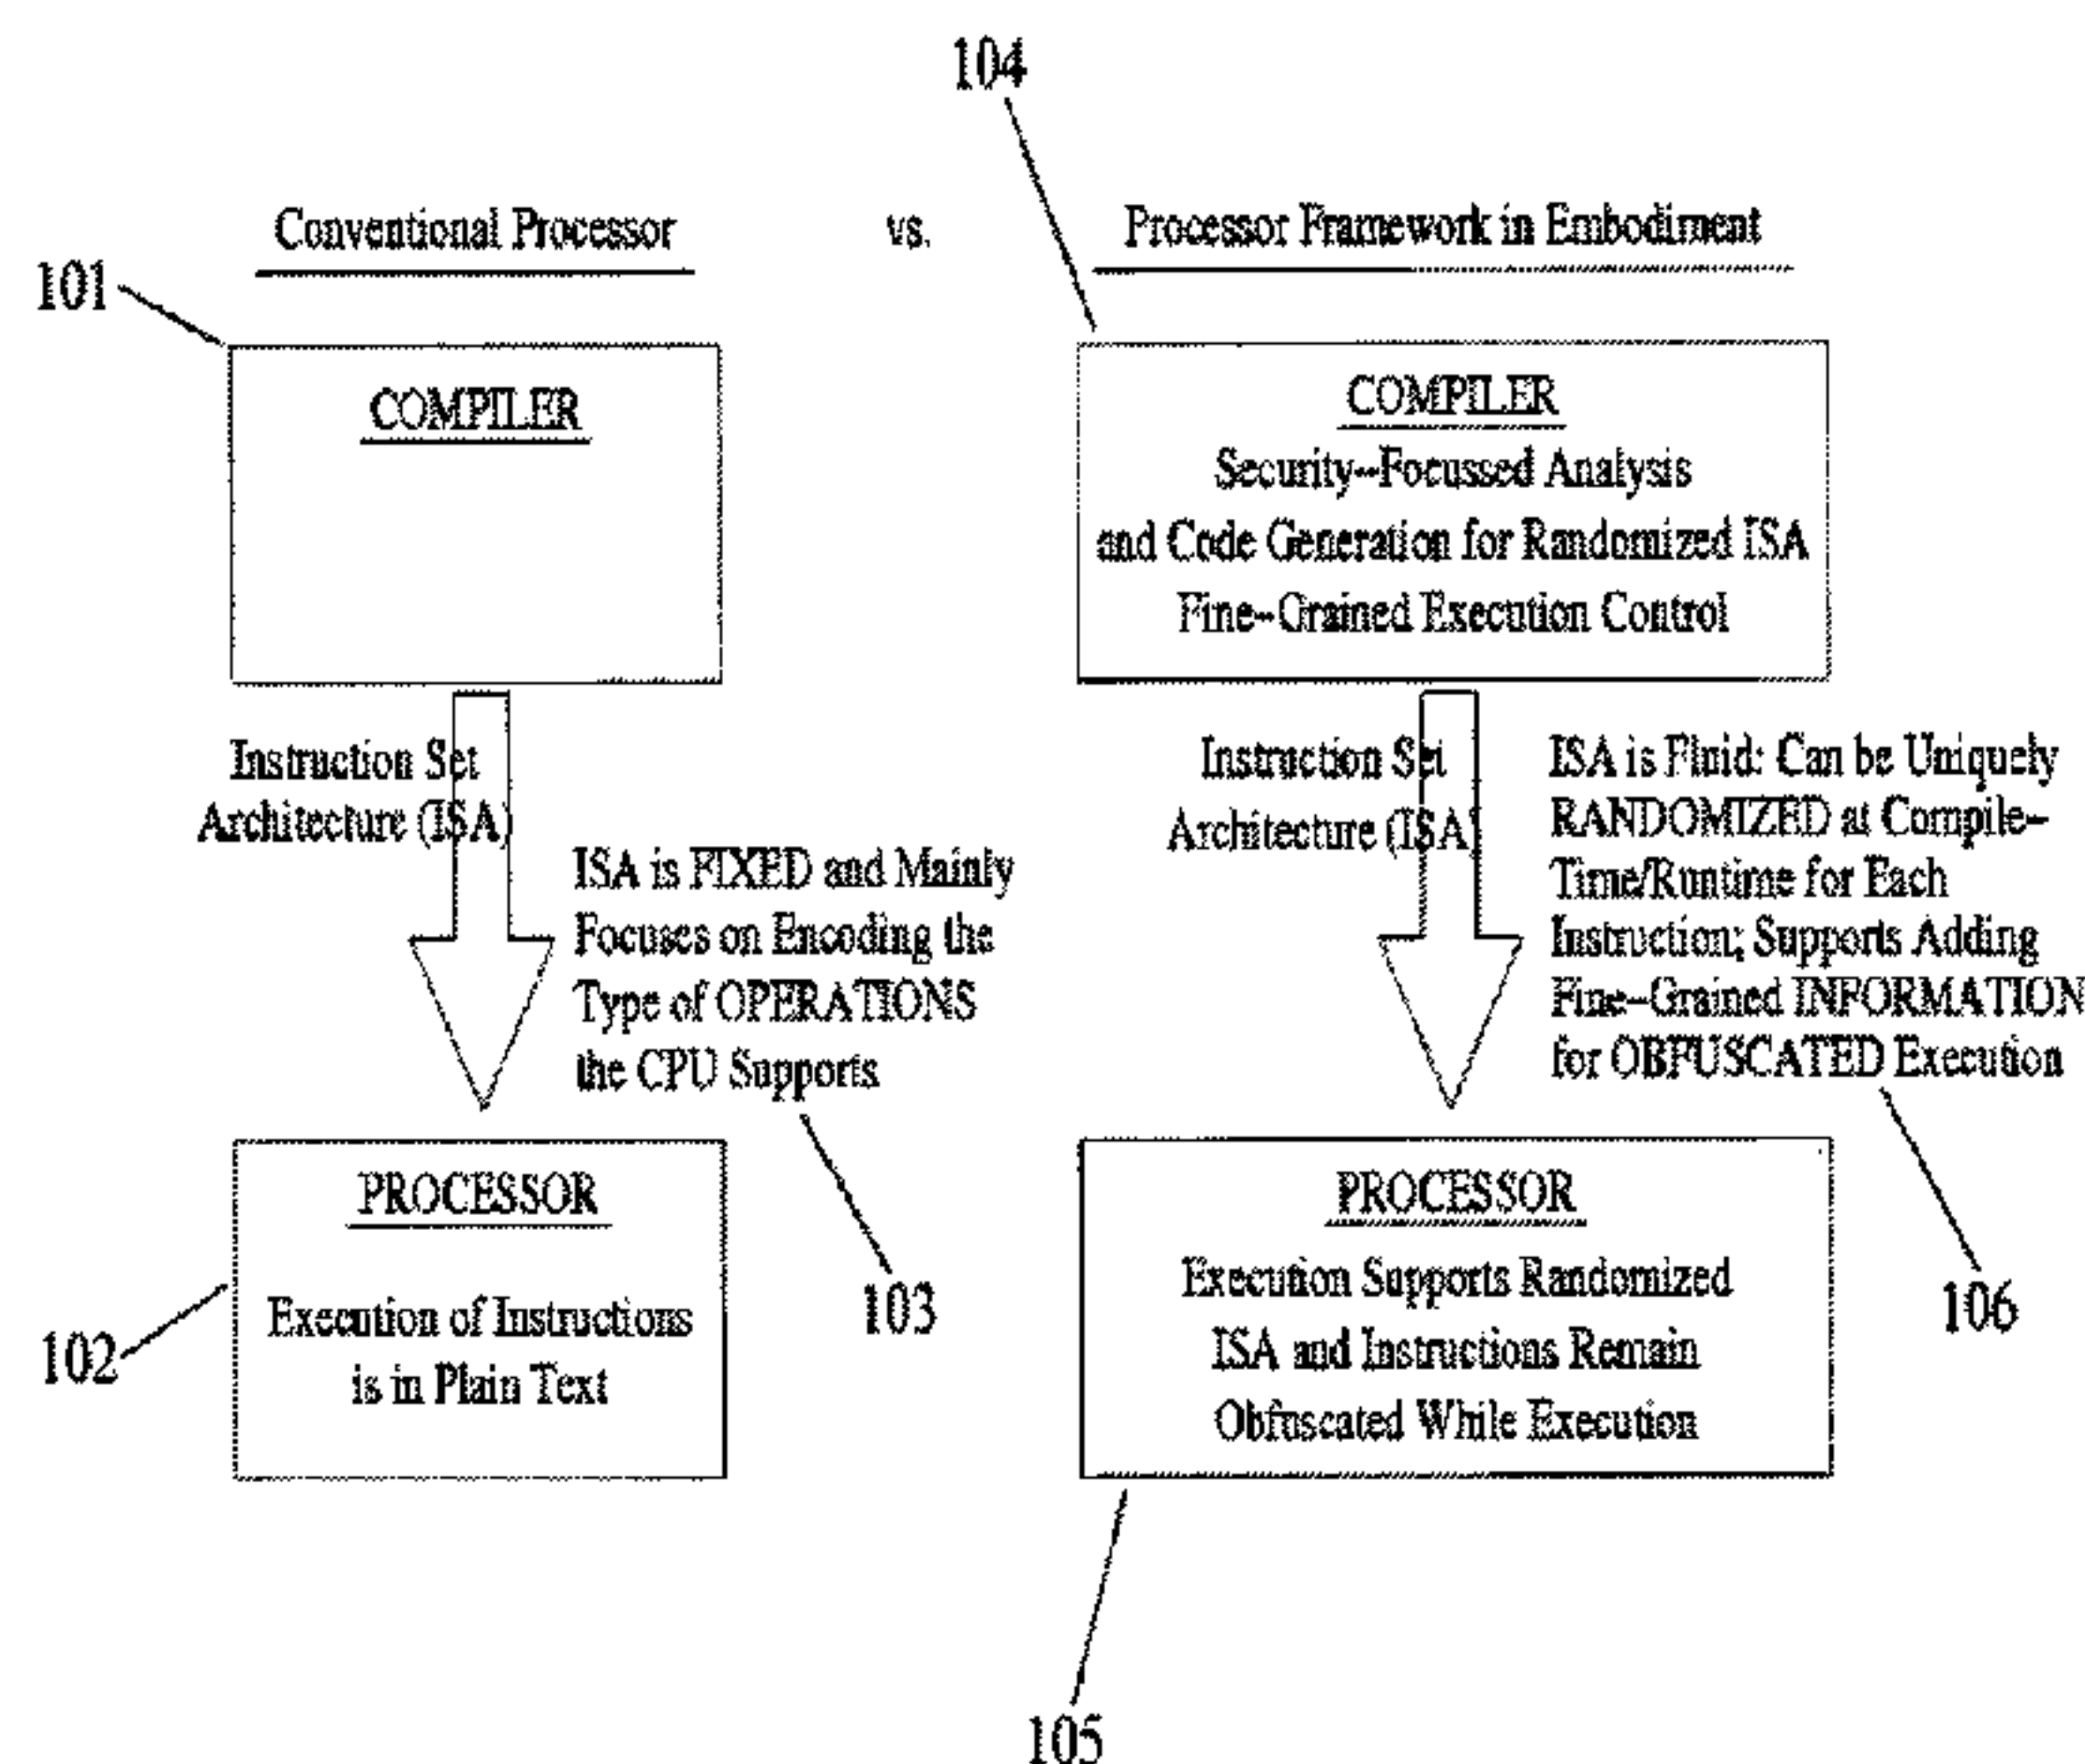 104
Conventional Processor
vs.
Processor Framework in Embodiment
101
COMPILER
Instruction Set
Architecture (ISA)
ISA is FIXED and Mainly
Focuses on Encoding the
Type of OPERATIONS
the CPU Supports
103
PROCESSOR
Execution of Instructions
is in Plain Text
102
COMPILER
Security-Focussed Analysis
and Code Generation for Randomized ISA
Fine-Grained Execution Control
Instruction Set
Architecture (ISA)
ISA is Fluid: Can be Uniquely
RANDOMIZED at Compile-
Time/Runtime for Each
Instruction; Supports Adding
Fine-Grained INFORMATION
for OBFUSCATED Execution
106
PROCESSOR
Execution Supports Randomized
ISA and Instructions Remain
Obfuscated While Execution
105